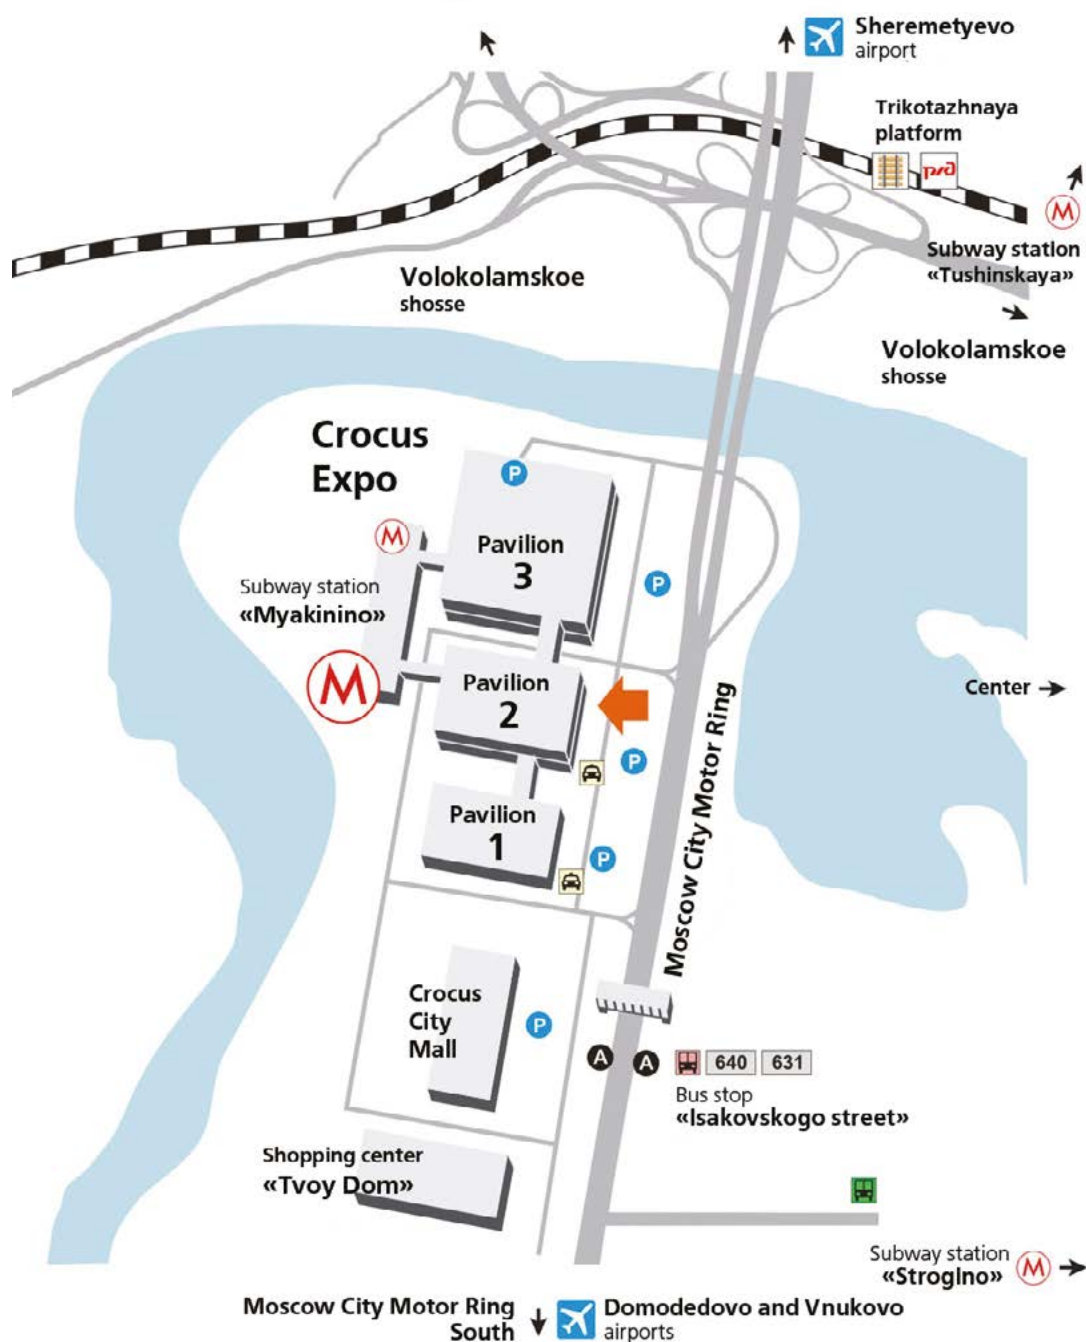 Sheremetyevo
airport
Trikotazhnaya
platform
pжд
M
Subway station
«Tushinskaya»
Volokolamskoe
shosse
Volokolamskoe
shosse
Crocus
Expo
P
M
Pavilion
3
P
Subway station
«Myakinino»
M
Pavilion
2
Center
Moscow City Motor Ring
P
Pavilion
1
P
Crocus
City
Mall
P
A A 640 631
Bus stop
«Isakovskogo street»
Shopping center
«Tvoy Dom»
Subway station
«Strogino» M
Moscow City Motor Ring
South
Domodedovo and Vnukovo
airports